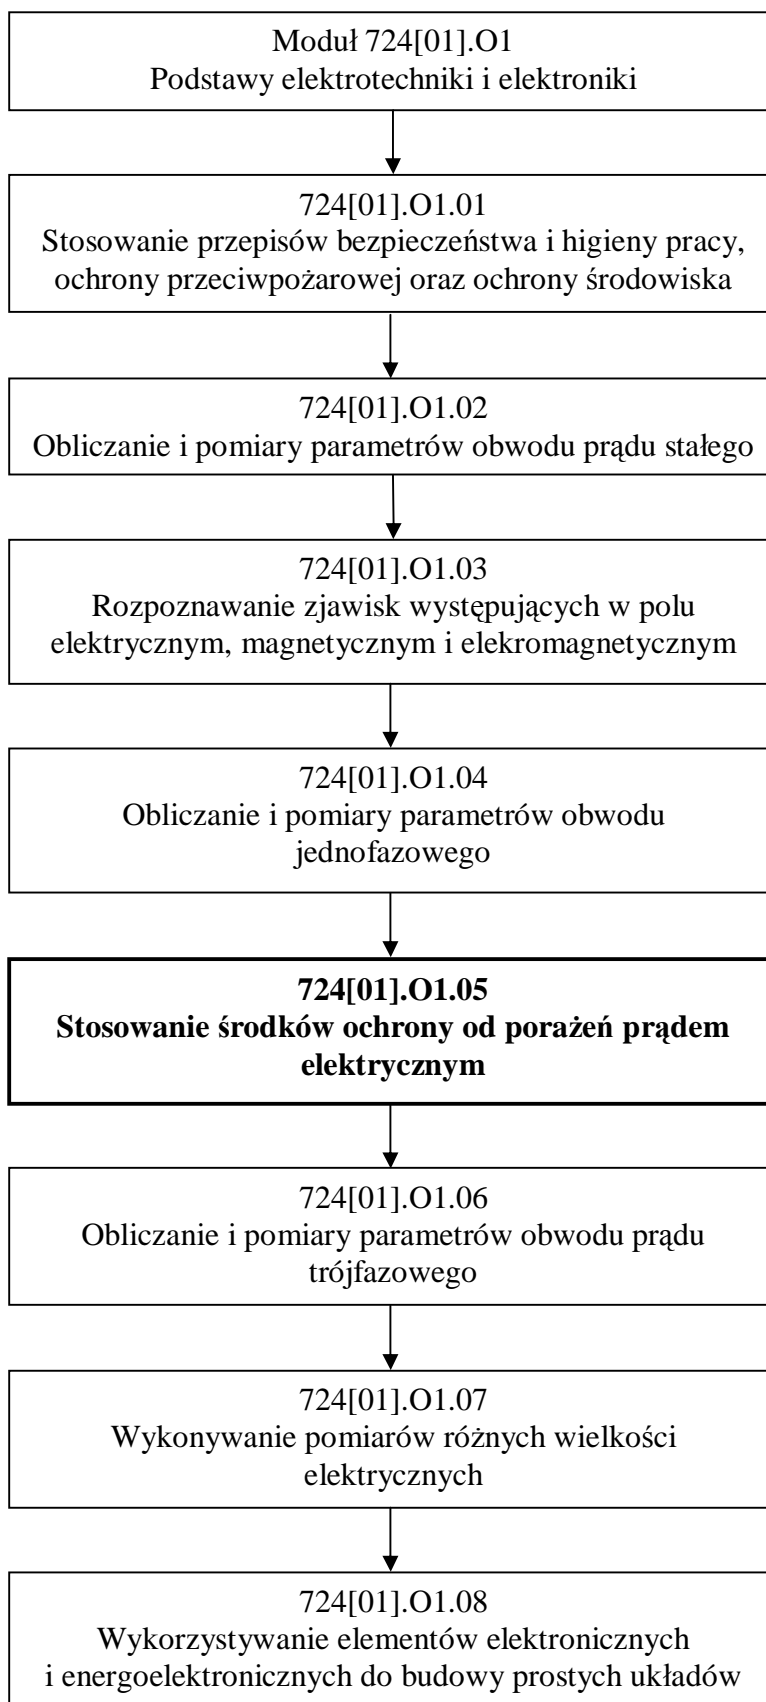 Moduł 724[01].O1
Podstawy elektrotechniki i elektroniki
724[01].O1.01
Stosowanie przepisów bezpieczeństwa i higieny pracy,
ochrony przeciwpożarowej oraz ochrony środowiska
724[01].O1.02
Obliczanie i pomiary parametrów obwodu prądu stałego
724[01].O1.03
Rozpoznawanie zjawisk występujących w polu
elektrycznym, magnetycznym i elekromagnetycznym
724[01].O1.04
Obliczanie i pomiary parametrów obwodu
jednofazowego
724[01].O1.05
Stosowanie środków ochrony od porażeń prądem
elektrycznym
724[01].O1.06
Obliczanie i pomiary parametrów obwodu prądu
trójfazowego
724[01].O1.07
Wykonywanie pomiarów różnych wielkości
elektrycznych
724[01].O1.08
Wykorzystywanie elementów elektronicznych
i energoelektronicznych do budowy prostych układów